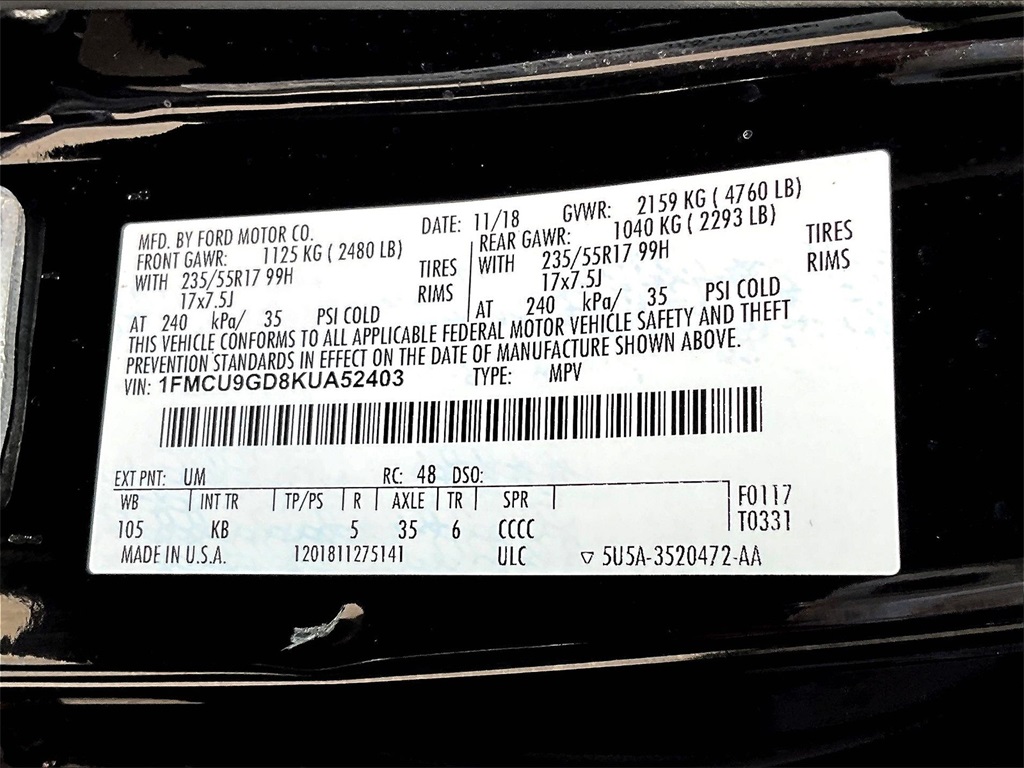 MFD. BY FORD MOTOR CO. DATE: 11/18 GVWR: 2159 KG ( 4760 LB)
FRONT GAWR: 1125 KG ( 2480 LB) REAR GAWR: 1040 KG ( 2293 LB)
WITH 235/55R17 99H TIRES WITH 235/55R17 99H TIRES
17x7.5J RIMS 17x7.5J RIMS
AT 240 kPa/ 35 PSI COLD AT 240 kPa/ 35 PSI COLD
THIS VEHICLE CONFORMS TO ALL APPLICABLE FEDERAL MOTOR VEHICLE SAFETY AND THEFT
PREVENTION STANDARDS IN EFFECT ON THE DATE OF MANUFACTURE SHOWN ABOVE.
VIN: 1FMCU9GD8KUA52403 TYPE: MPV
EXT PNT: UM RC: 48 DSO:
WB INT TR TP/PS R AXLE TR SPR F0117
105 KB 5 35 6 CCCC T0331
MADE IN U.S.A. 1201811275141 ULC ▽ 5U5A-3520472-AA